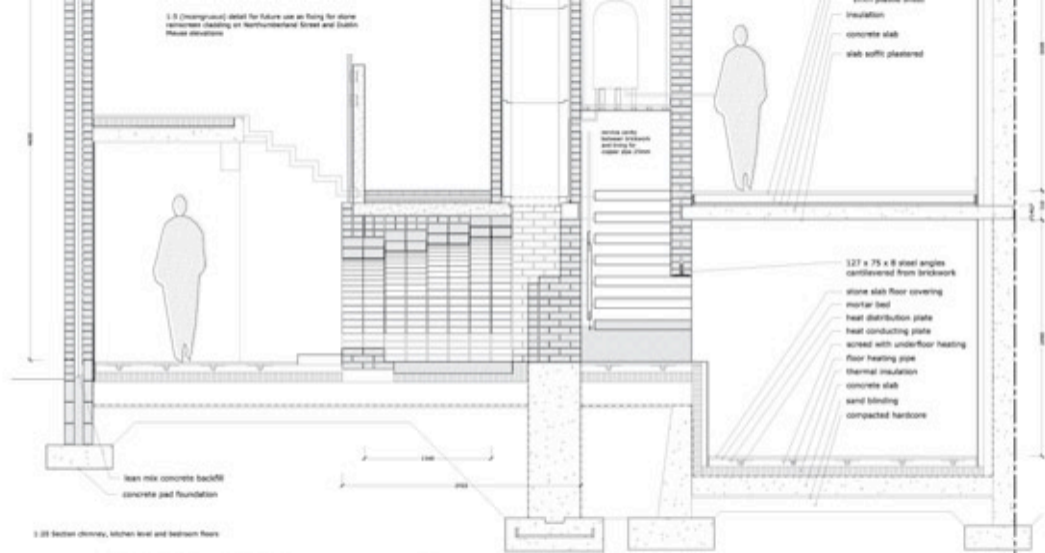 1:5 (incongruous) detail for future use as fixing for stone
rainscreen cladding on Northumberland Street and Dublin
Mews elevations
insulation
concrete slab
slab soffit plastered
between brickwork
and lining for
copper pipe 25mm
127 x 75 x 8 steel angles
cantilevered from brickwork
stone slab floor covering
mortar bed
heat distribution plate
heat conducting plate
screed with underfloor heating
floor heating pipe
thermal insulation
concrete slab
sand blinding
compacted hardcore
lean mix concrete backfill
concrete pad foundation
1:20 Section chimney, kitchen level and bedroom floors